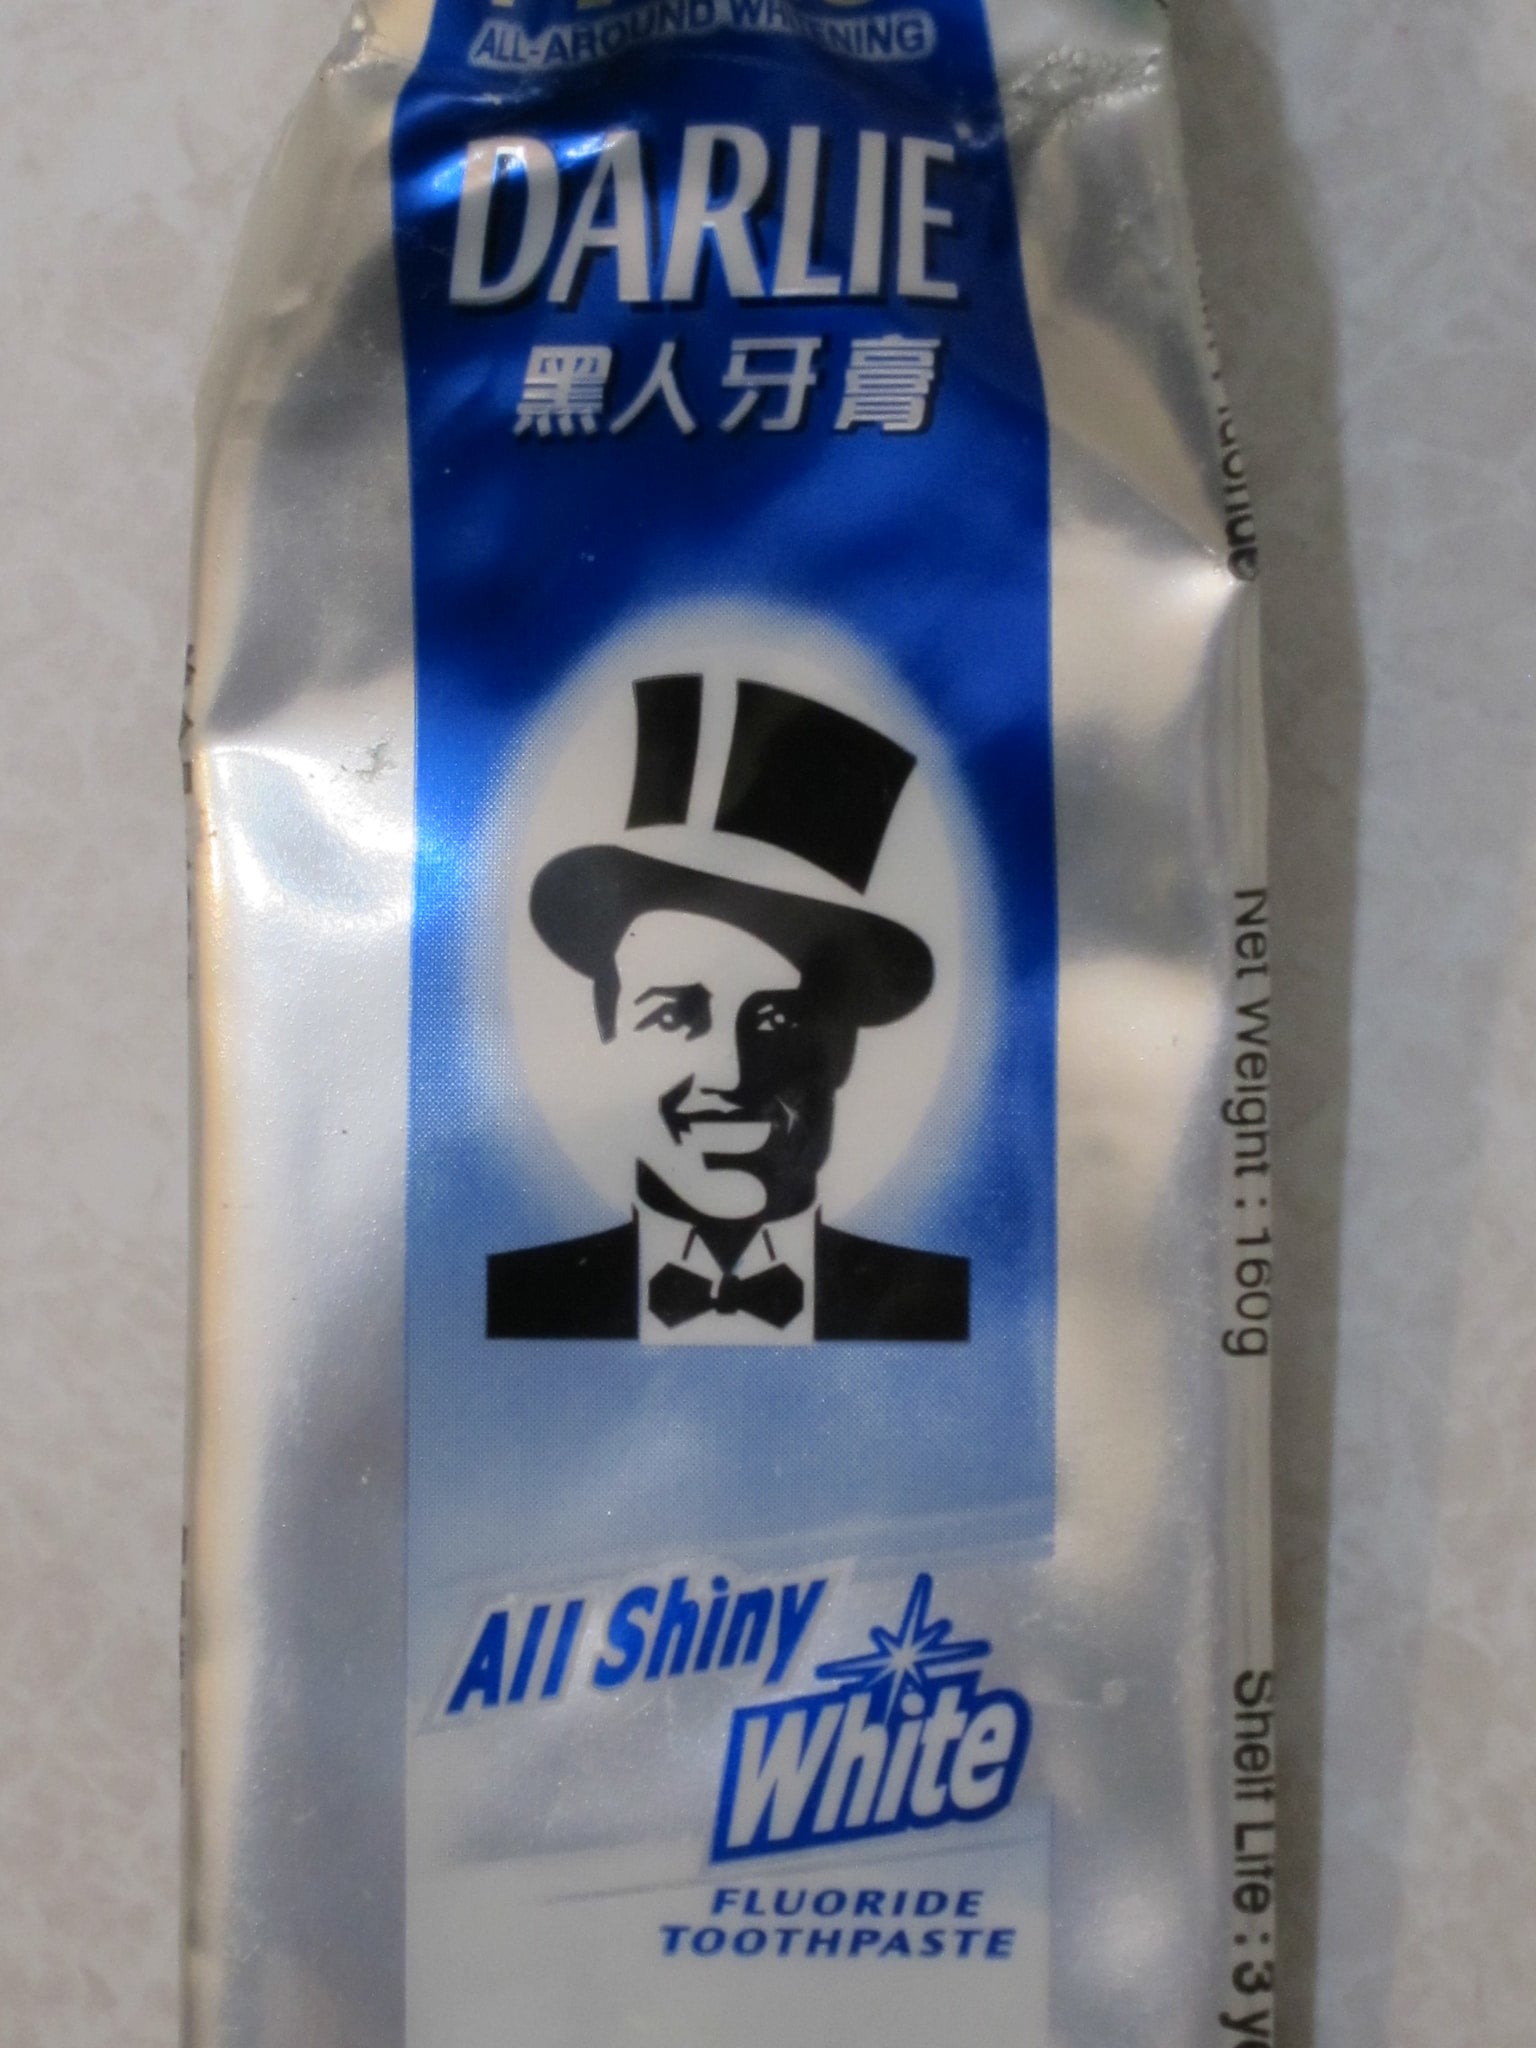 ALL-AROUND WHITENING
DARLIE
黑人牙膏
All Shiny
White
FLUORIDE
TOOTHPASTE
Net Weight : 160g
Shelf Life : 3